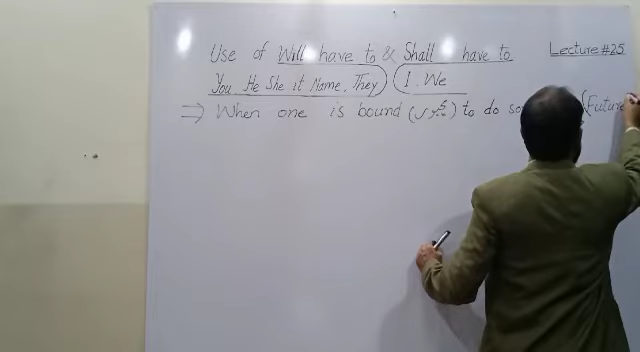 Use of Will have to & Shall have to Lecture #25
You, He She it Name, They) (I, We
⇒ When one is bound (مجبور) to do so (Future